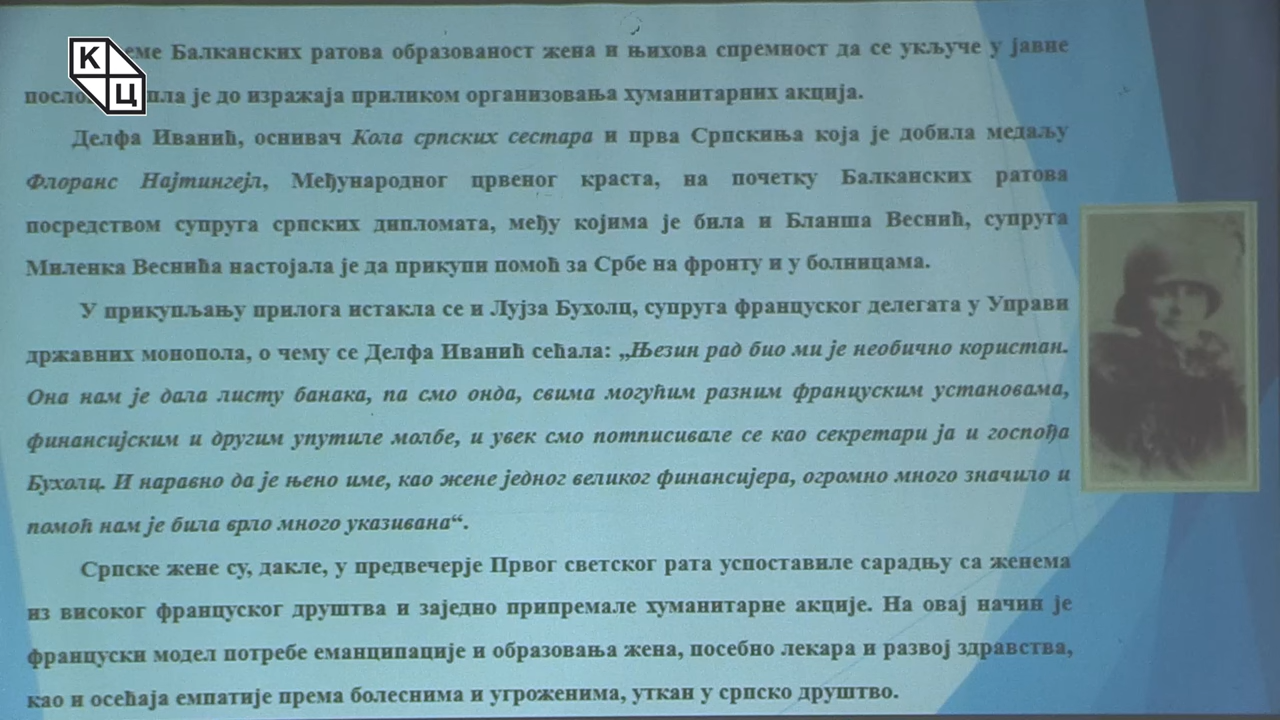 К
Ц
Балканских ратова образованост жена и њихова спремност да се укључе у јавне
је до изражаја приликом организовања хуманитарних акција.
Делфа Иванић, оснивач Кола српских сестара и прва Српскиња која је добила медаљу
Флоранс Најтингејл, Међународног црвеног краста, на почетку Балканских ратова
посредством супруга српских дипломата, међу којима је била и Бланша Веснић, супруга
Миленка Веснића настојала је да прикупи помоћ за Србе на фронту и у болницама.
У прикупљању прилога истакла се и Лујза Бухолц, супруга француског делегата у Управи
државних монопола, о чему се Делфа Иванић сећала: „Њезин рад био ми је необично користан.
Она нам је дала листу банака, па смо онда, свима могућим разним француским установама,
финансијским и другим упутиле молбе, и увек смо потписивале се као секретари ја и госпођа
Бухолц. И наравно да је њено име, као жене једног великог финансијера, огромно много значило и
помоћ нам је била врло много указивана“.
Српске жене су, дакле, у предвечерје Првог светског рата успоставиле сарадњу са женема
из високог француског друштва и заједно припремале хуманитарне акције. На овај начин је
француски модел потребе еманципације и образовања жена, посебно лекара и развој здравства,
као и осећаја емпатије према болеснима и угроженима, уткан у српско друштво.